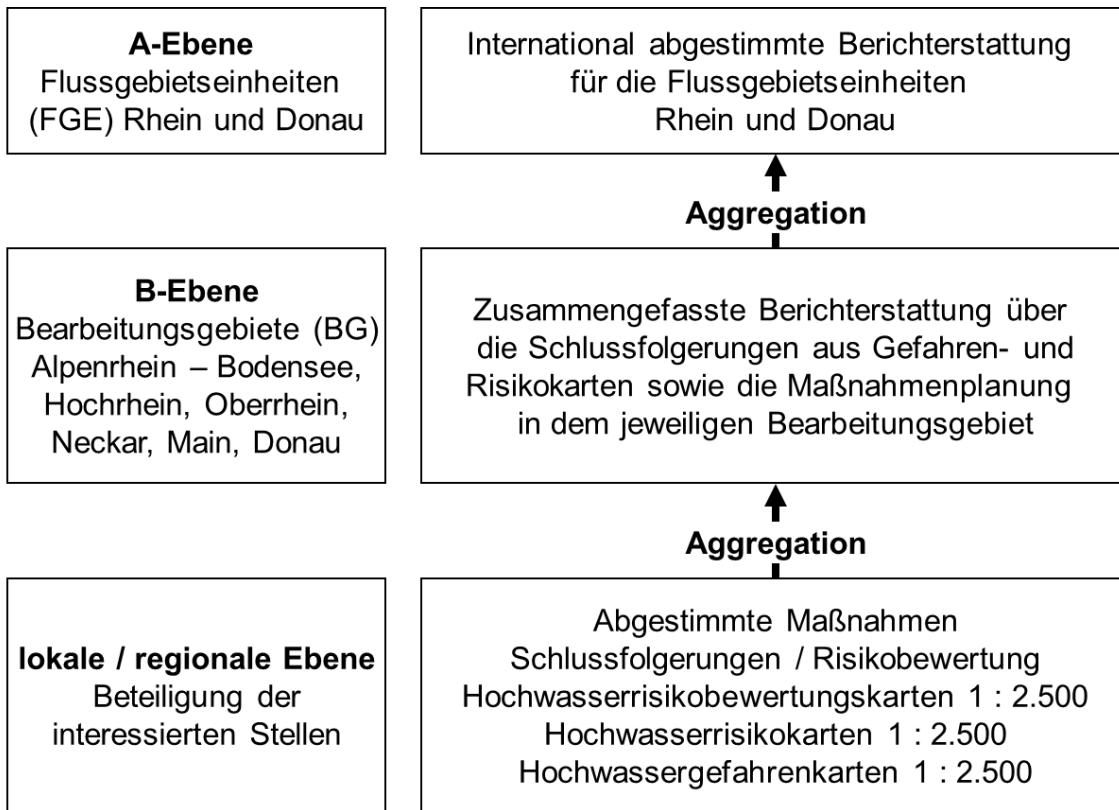 A-Ebene
Flussgebietseinheiten
(FGE) Rhein und Donau
International abgestimmte Berichterstattung
für die Flussgebietseinheiten
Rhein und Donau
Aggregation
B-Ebene
Bearbeitungsgebiete (BG)
Alpenrhein – Bodensee,
Hochrhein, Oberrhein,
Neckar, Main, Donau
Zusammengefasste Berichterstattung über
die Schlussfolgerungen aus Gefahren- und
Risikokarten sowie die Maßnahmenplanung
in dem jeweiligen Bearbeitungsgebiet
Aggregation
lokale / regionale Ebene
Beteiligung der
interessierten Stellen
Abgestimmte Maßnahmen
Schlussfolgerungen / Risikobewertung
Hochwasserrisikobewertungskarten 1 : 2.500
Hochwasserrisikokarten 1 : 2.500
Hochwassergefahrenkarten 1 : 2.500